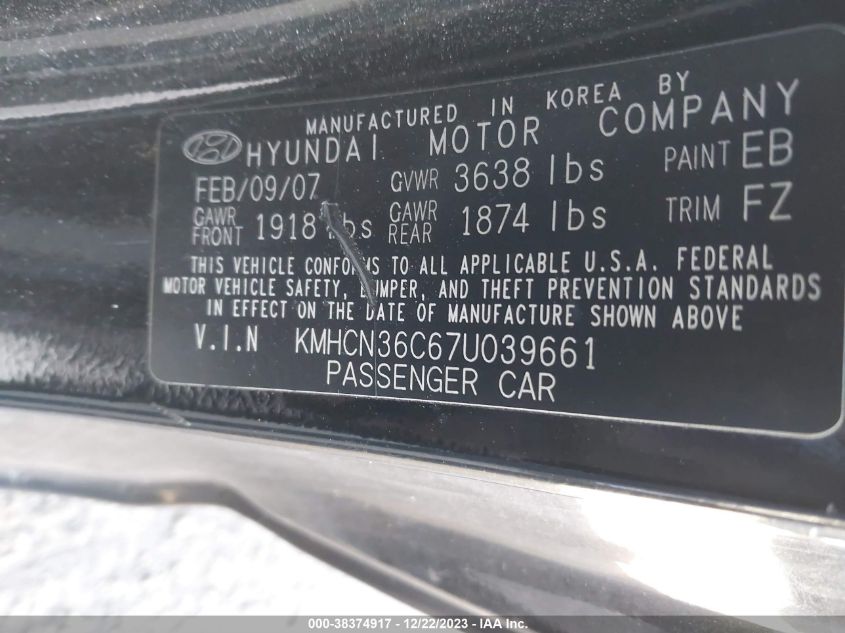 MANUFACTURED IN KOREA BY
HYUNDAI MOTOR COMPANY
FEB/09/07 GVWR 3638 lbs PAINT EB
GAWR FRONT 1918 lbs GAWR REAR 1874 lbs TRIM FZ
THIS VEHICLE CONFORMS TO ALL APPLICABLE U.S.A. FEDERAL
MOTOR VEHICLE SAFETY, BUMPER, AND THEFT PREVENTION STANDARDS
IN EFFECT ON THE DATE OF MANUFACTURE SHOWN ABOVE
V.I.N KMHCN36C67U039661
PASSENGER CAR
000-38374917 - 12/22/2023 - IAA Inc.